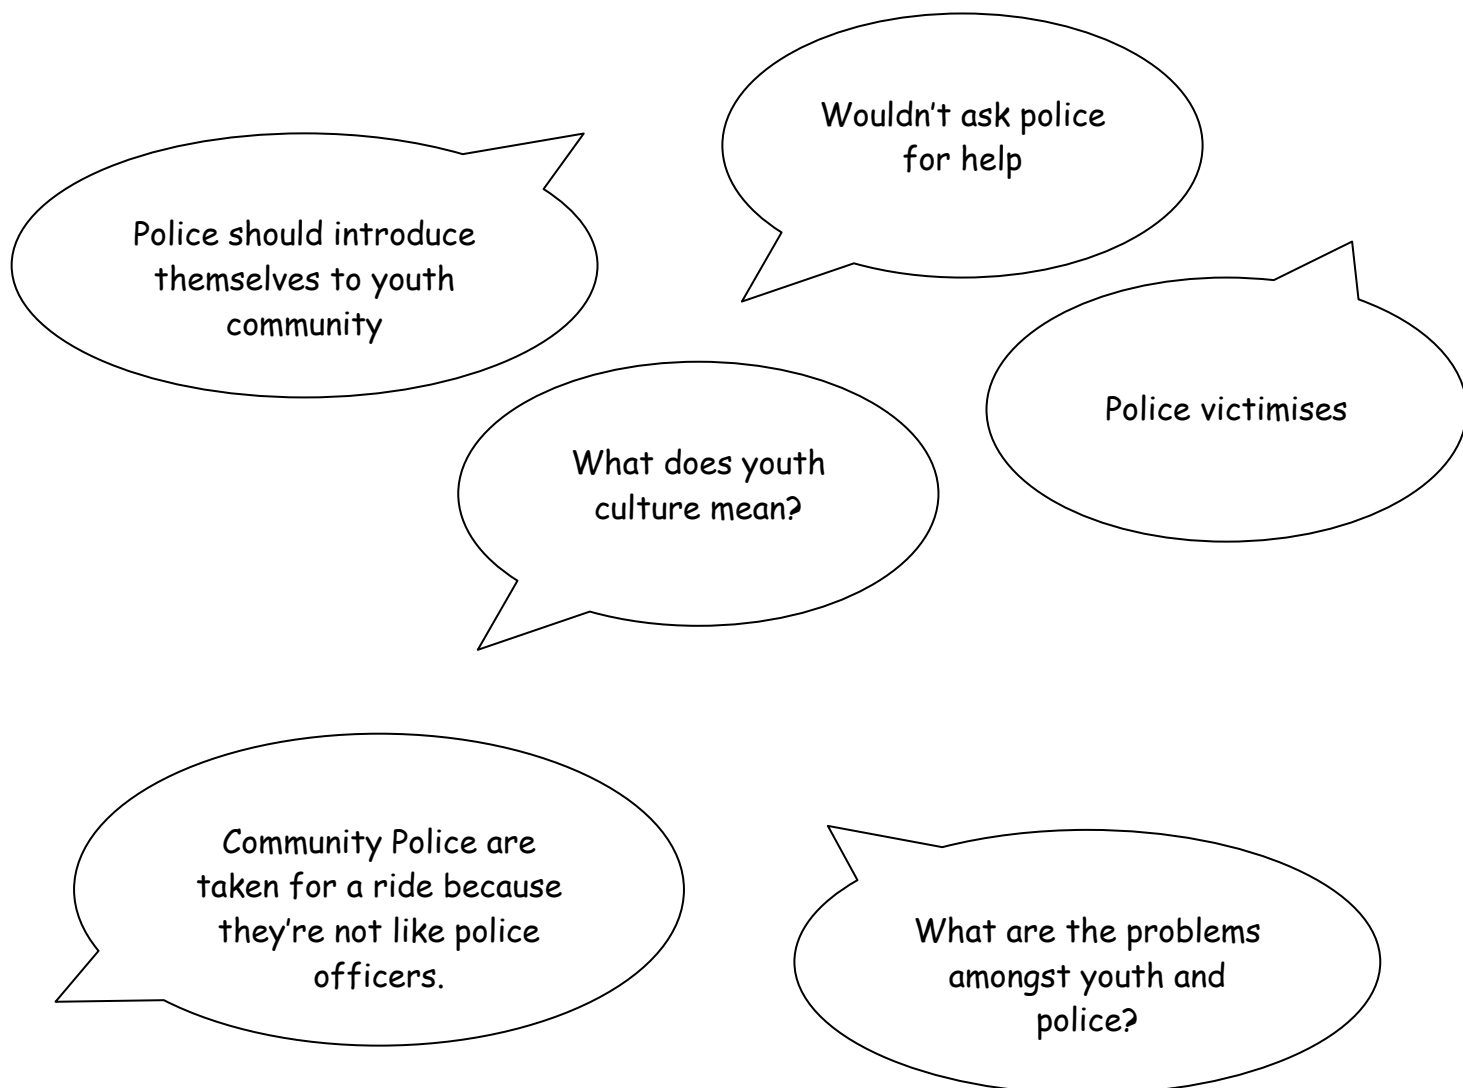 Wouldn't ask police
for help
Police should introduce
themselves to youth
community
Police victimises
What does youth
culture mean?
Community Police are
taken for a ride because
they're not like police
officers.
What are the problems
amongst youth and
police?